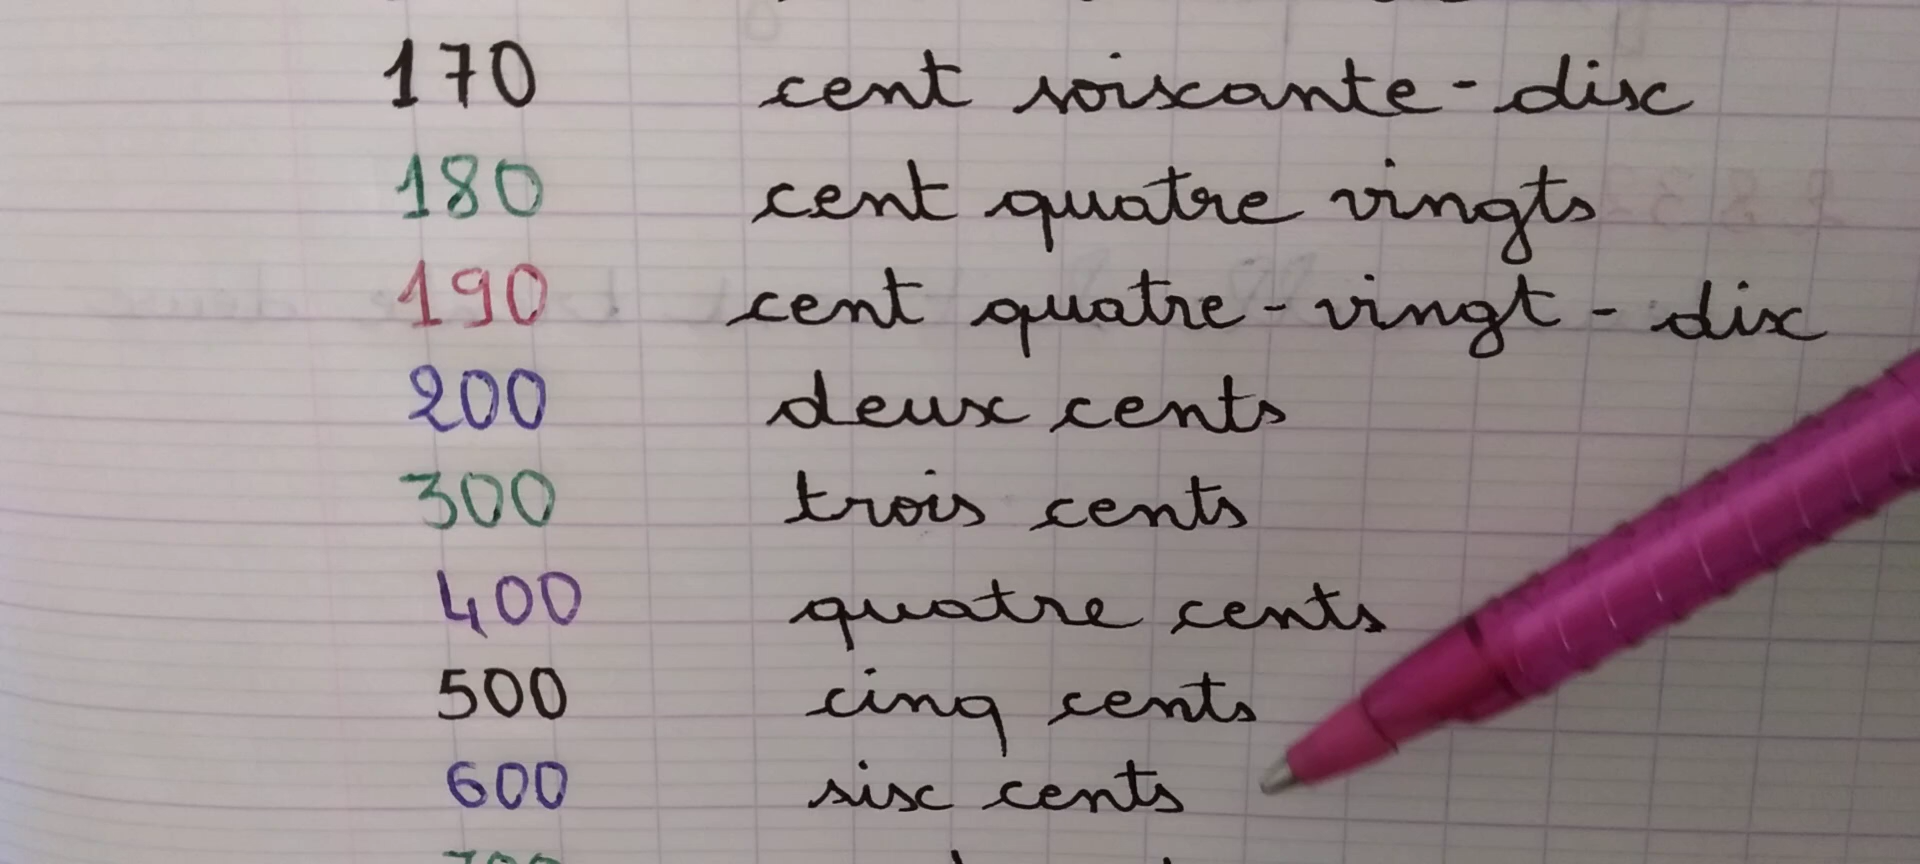 170 cent soixante-dix
180 cent quatre vingts
190 cent quatre-vingt-dix
200 deux cents
300 trois cents
400 quatre cents
500 cinq cents
600 six cents